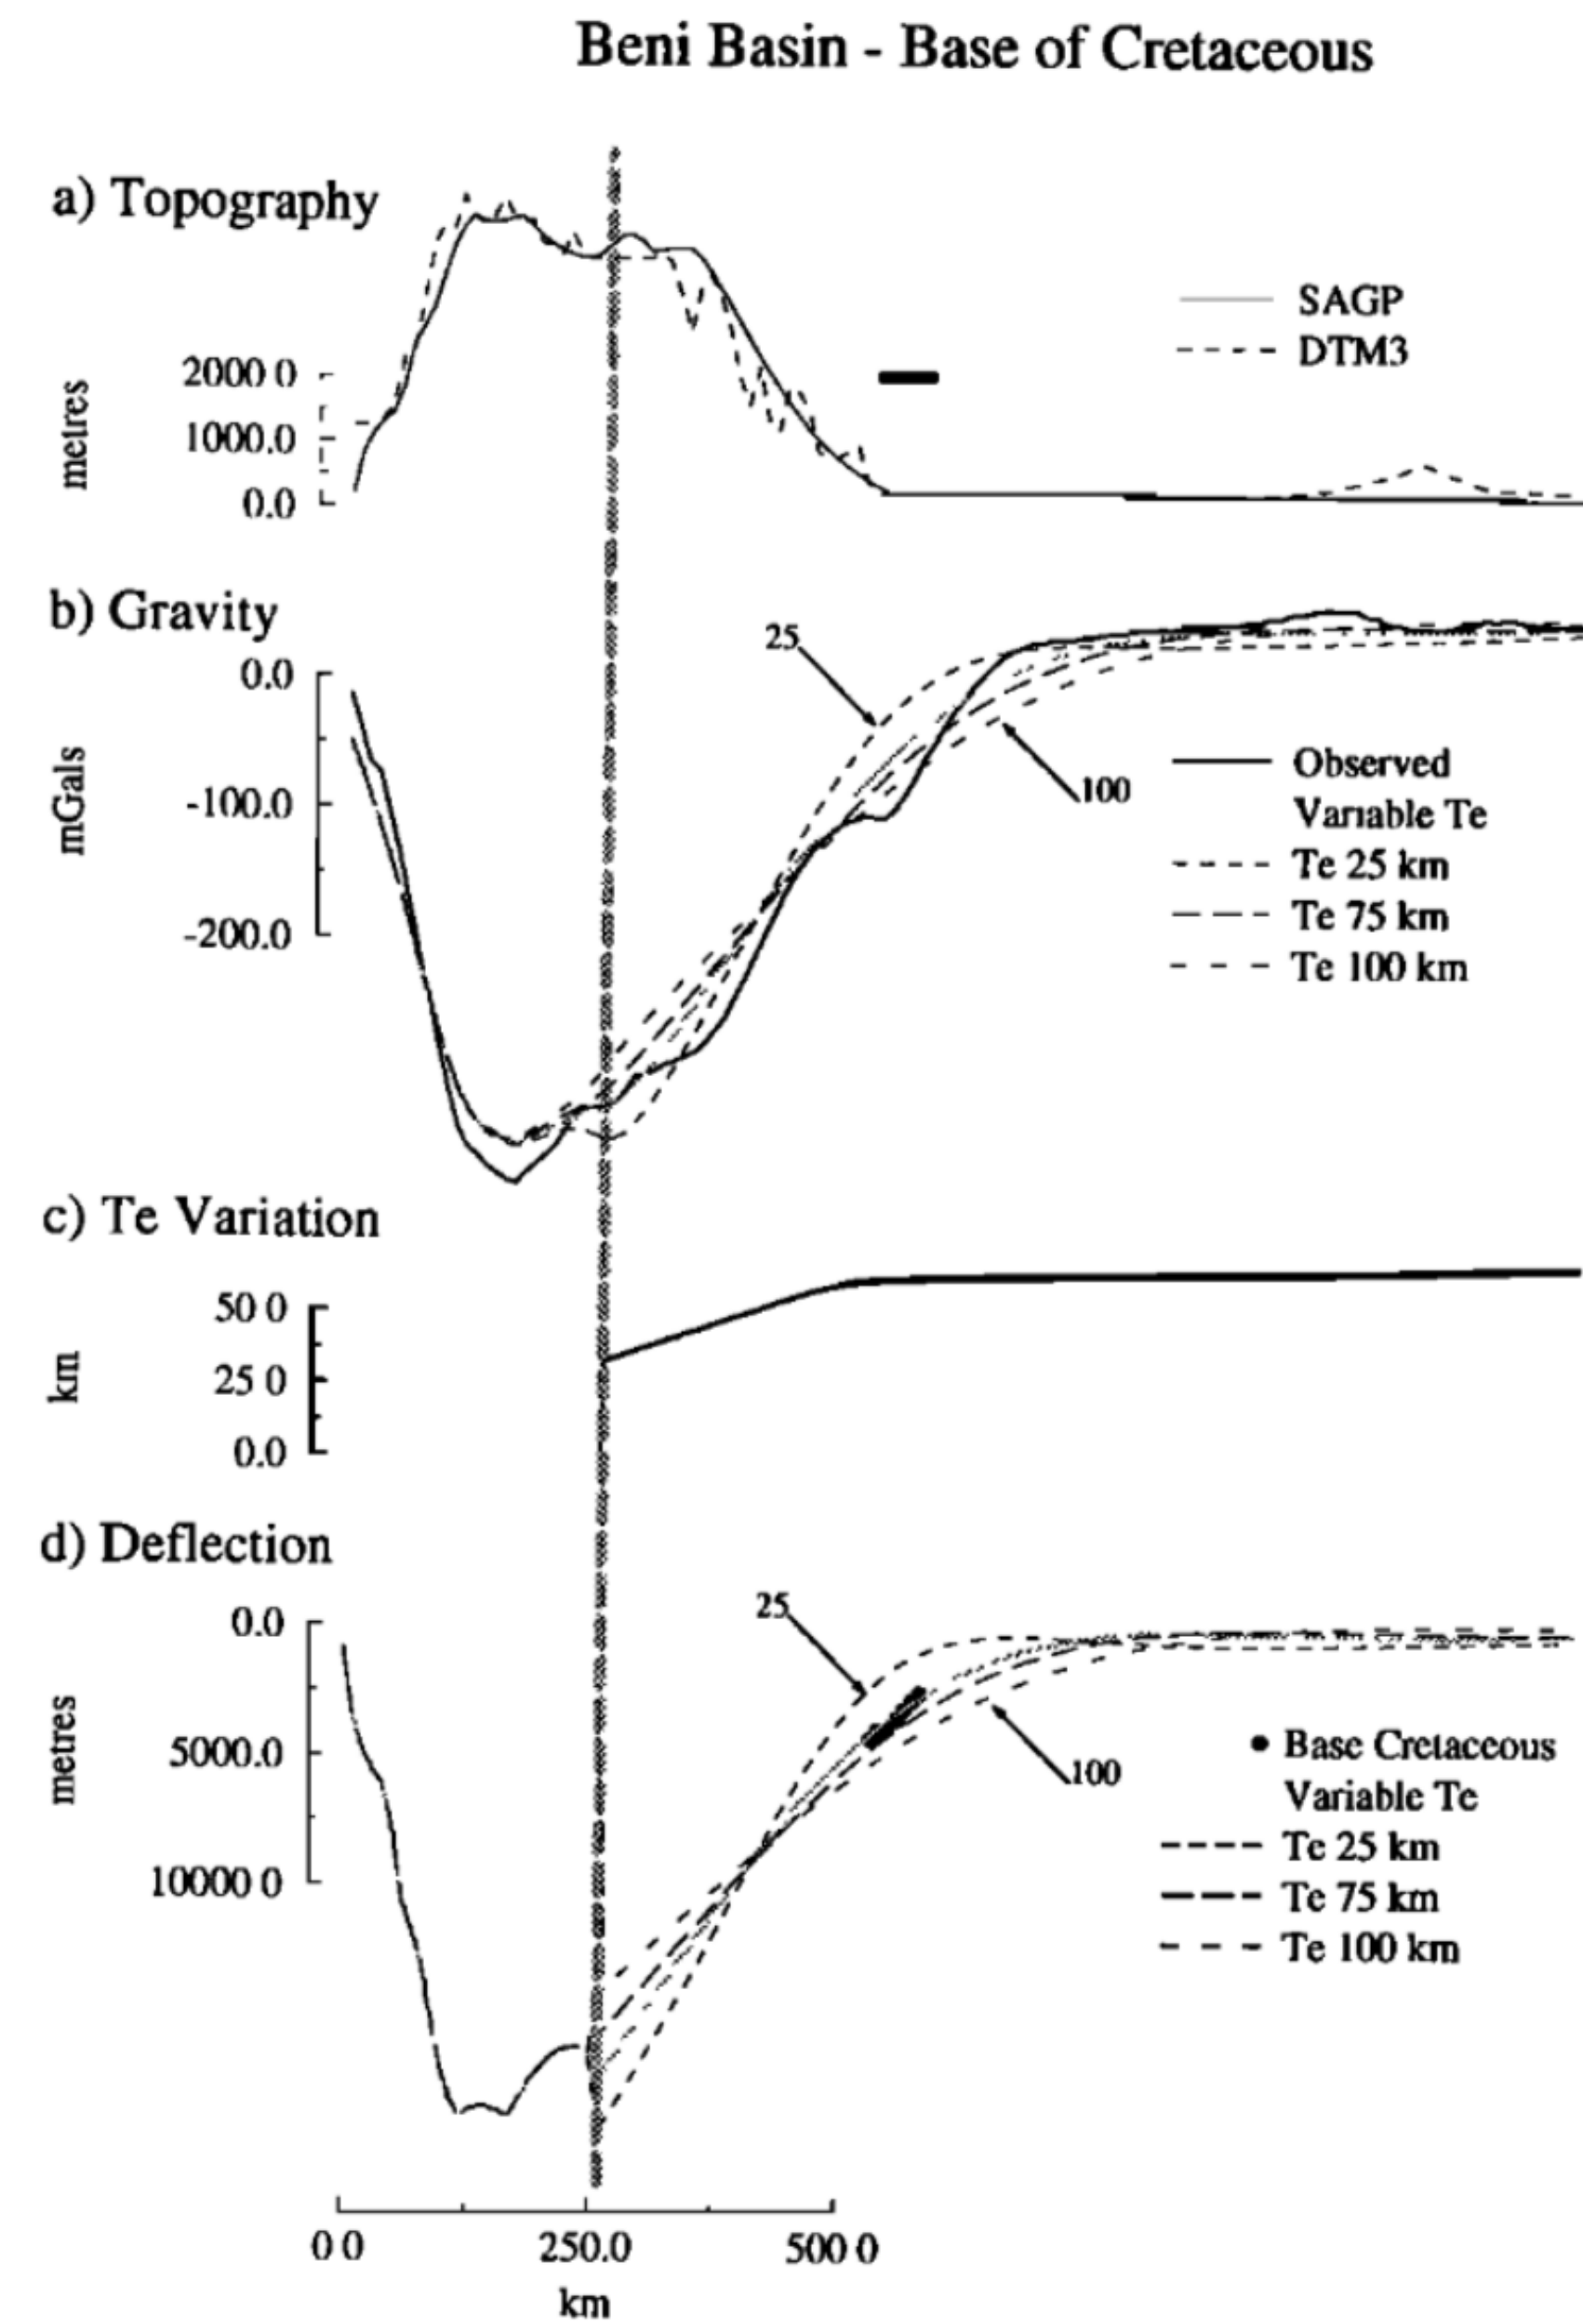 Beni Basin - Base of Cretaceous
a) Topography
SAGP
DTM3
metres
2000 0
1000.0
0.0
b) Gravity
25
100
mGals
0.0
-100.0
-200.0
Observed
Variable Te
Te 25 km
Te 75 km
Te 100 km
c) Te Variation
km
50 0
25 0
0.0
d) Deflection
25
100
metres
0.0
5000.0
10000 0
Base Cretaceous
Variable Te
Te 25 km
Te 75 km
Te 100 km
0 0
250.0
500 0
km